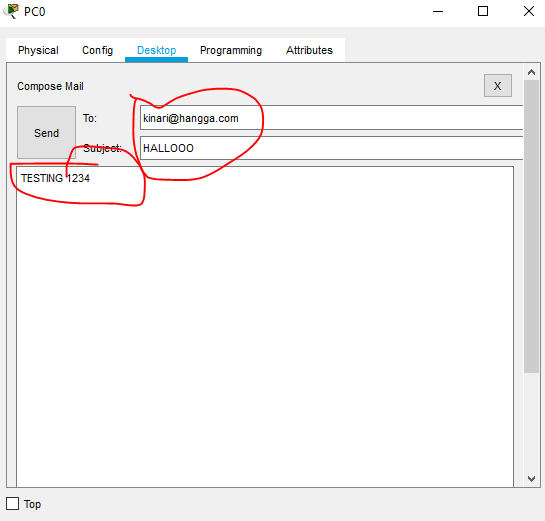 PC0
Physical Config Desktop Programming Attributes
Compose Mail X
Send
To: kinari@hangga.com
Subject: HALLOOO
TESTING 1234
Top